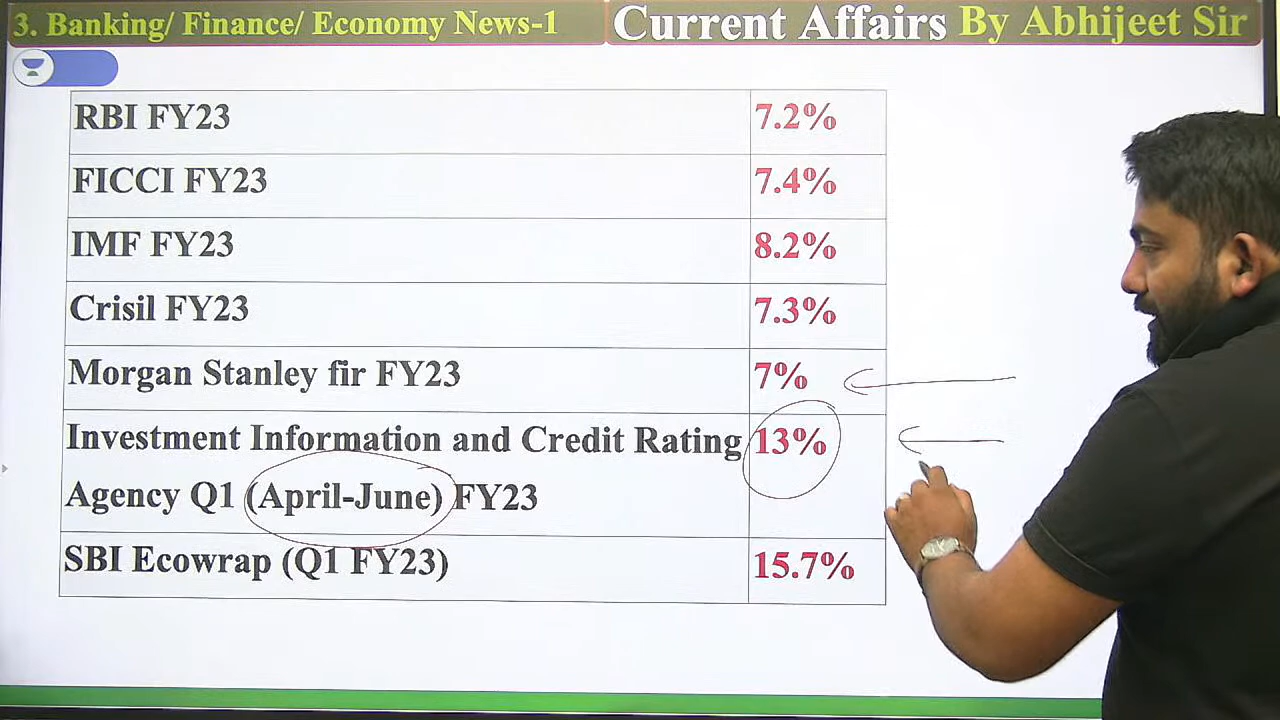 3. Banking/ Finance/ Economy News-1
Current Affairs By Abhijeet Sir
RBI FY23 7.2%
FICCI FY23 7.4%
IMF FY23 8.2%
Crisil FY23 7.3%
Morgan Stanley fir FY23 7%
Investment Information and Credit Rating 13%
Agency Q1 (April-June) FY23
SBI Ecowrap (Q1 FY23) 15.7%